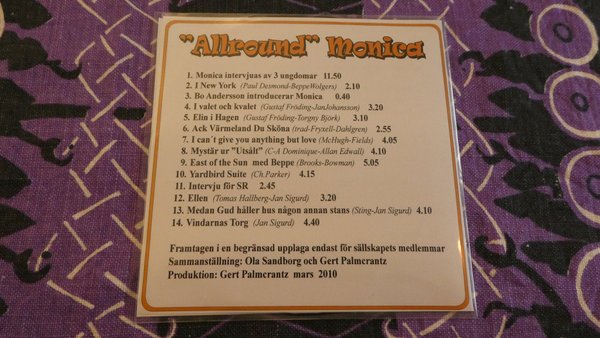 "Allround" Monica
1. Monica intervjuas av 3 ungdomar 11.50
2. I New York (Paul Desmond-BeppeWolgers) 2.10
3. Bo Andersson introducerar Monica 0.40
4. I valet och kvalet (Gustaf Fröding-JanJohansson) 3.20
5. Elin i Hagen (Gustaf Fröding-Torgny Björk) 3.10
6. Ack Värmeland Du Sköna (trad-Fryxell-Dahlgren) 2.55
7. I can´t give you anything but love (McHugh-Fields) 4.05
8. Mystär ur "Utsålt" (C-A Dominique-Allan Edwall) 4.10
9. East of the Sun med Beppe (Brooks-Bowman) 5.05
10. Yardbird Suite (Ch.Parker) 4.15
11. Intervju för SR 2.45
12. Ellen (Tomas Hallberg-Jan Sigurd) 3.20
13. Medan Gud håller hus någon annan stans (Sting-Jan Sigurd) 4.10
14. Vindarnas Torg (Jan Sigurd) 4.40
Framtagen i en begränsad upplaga endast för sällskapets medlemmar
Sammanställning: Ola Sandborg och Gert Palmcrantz
Produktion: Gert Palmcrantz mars 2010